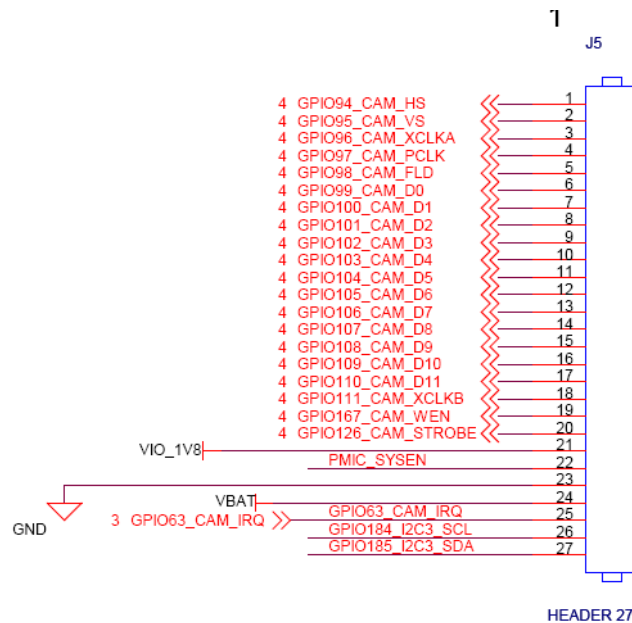 1
J5
4 GPIO94_CAM_HS 1
4 GPIO95_CAM_VS 2
4 GPIO96_CAM_XCLKA 3
4 GPIO97_CAM_PCLK 4
4 GPIO98_CAM_FLD 5
4 GPIO99_CAM_D0 6
4 GPIO100_CAM_D1 7
4 GPIO101_CAM_D2 8
4 GPIO102_CAM_D3 9
4 GPIO103_CAM_D4 10
4 GPIO104_CAM_D5 11
4 GPIO105_CAM_D6 12
4 GPIO106_CAM_D7 13
4 GPIO107_CAM_D8 14
4 GPIO108_CAM_D9 15
4 GPIO109_CAM_D10 16
4 GPIO110_CAM_D11 17
4 GPIO111_CAM_XCLKB 18
4 GPIO167_CAM_WEN 19
4 GPIO126_CAM_STROBE 20
VIO_1V8 21
PMIC_SYSEN 22
23
GND
VBAT 24
3 GPIO63_CAM_IRQ GPIO63_CAM_IRQ 25
GPIO184_I2C3_SCL 26
GPIO185_I2C3_SDA 27
HEADER 27